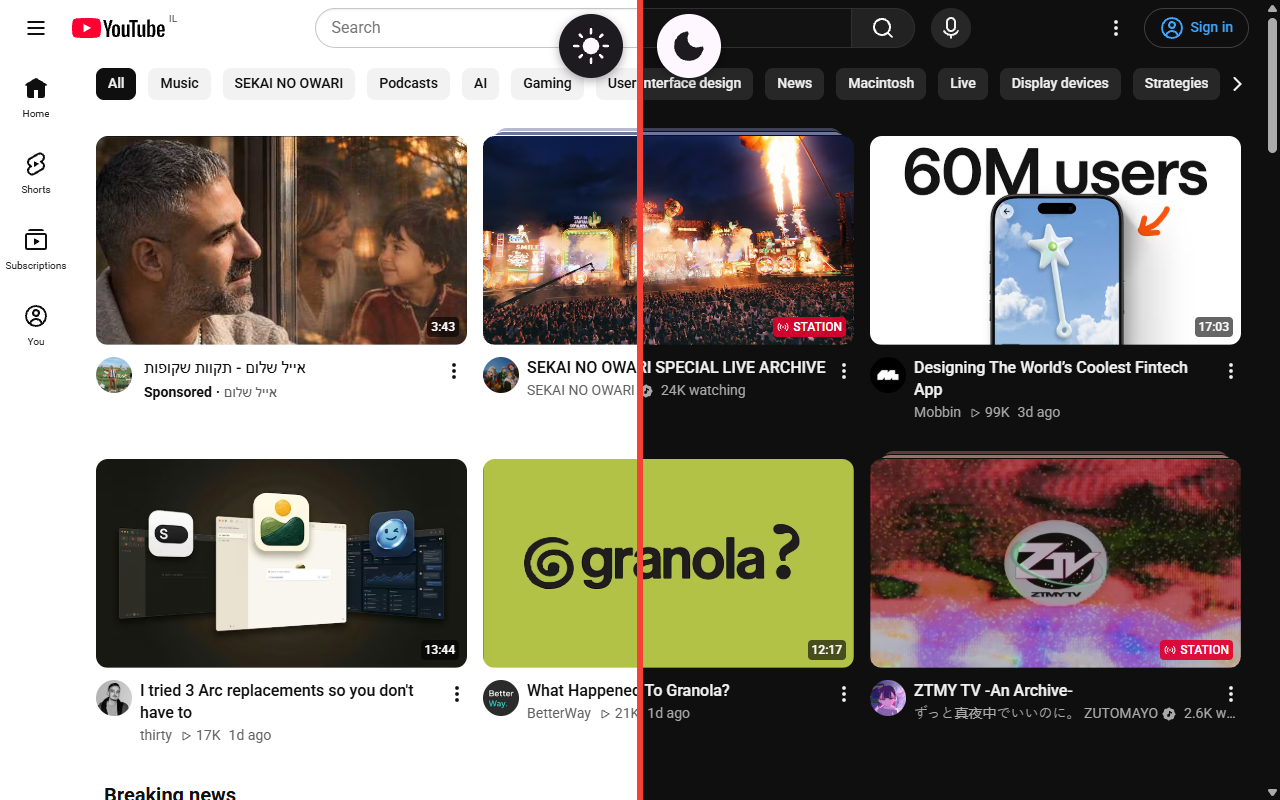 YouTube IL
Search
Sign in
All
Music
SEKAI NO OWARI
Podcasts
AI
Gaming
User interface design
News
Macintosh
Live
Display devices
Strategies
Home
Shorts
Subscriptions
You
3:43
אייל שלום - תקוות שקופות
Sponsored · אייל שלום
SMILE
STATION
SEKAI NO OWARI SPECIAL LIVE ARCHIVE
SEKAI NO OWARI 24K watching
60M users
17:03
Designing The World’s Coolest Fintech
App
Mobbin 99K 3d ago
S
13:44
I tried 3 Arc replacements so you don't
have to
thirty 17K 1d ago
granola?
12:17
Better
Way.
What Happened To Granola?
BetterWay 21K 1d ago
ZTV
ZTMYTV
STATION
ZTMY TV -An Archive-
ずっと真夜中でいいのに。 ZUTOMAYO 2.6K w…
Breaking news